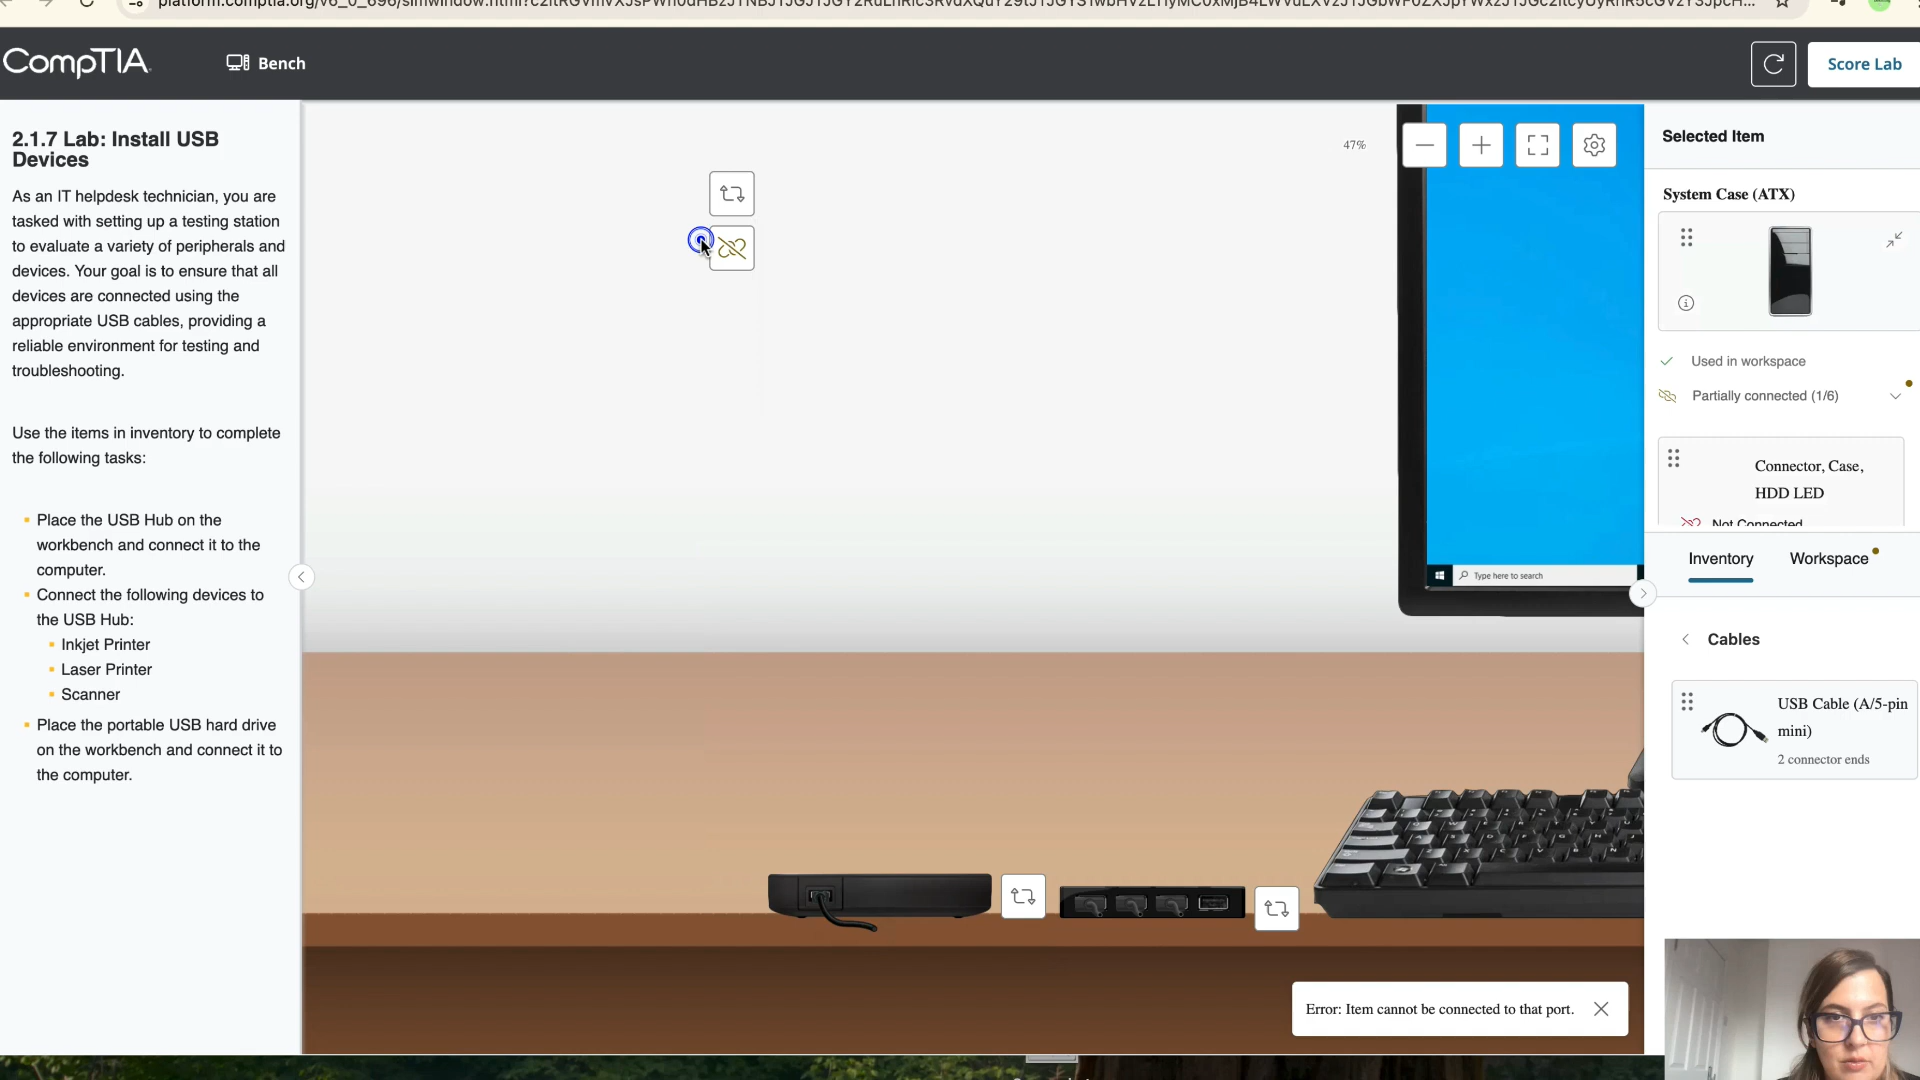 CompTIA.
Bench
Score Lab
2.1.7 Lab: Install USB
Devices
As an IT helpdesk technician, you are
tasked with setting up a testing station
to evaluate a variety of peripherals and
devices. Your goal is to ensure that all
devices are connected using the
appropriate USB cables, providing a
reliable environment for testing and
troubleshooting.
Use the items in inventory to complete
the following tasks:
Place the USB Hub on the
workbench and connect it to the
computer.
Connect the following devices to
the USB Hub:
Inkjet Printer
Laser Printer
Scanner
Place the portable USB hard drive
on the workbench and connect it to
the computer.
47%
Type here to search
Error: Item cannot be connected to that port.
Selected Item
System Case (ATX)
Used in workspace
Partially connected (1/6)
Connector, Case,
HDD LED
Not Connected
Inventory Workspace
Cables
USB Cable (A/5-pin
mini)
2 connector ends